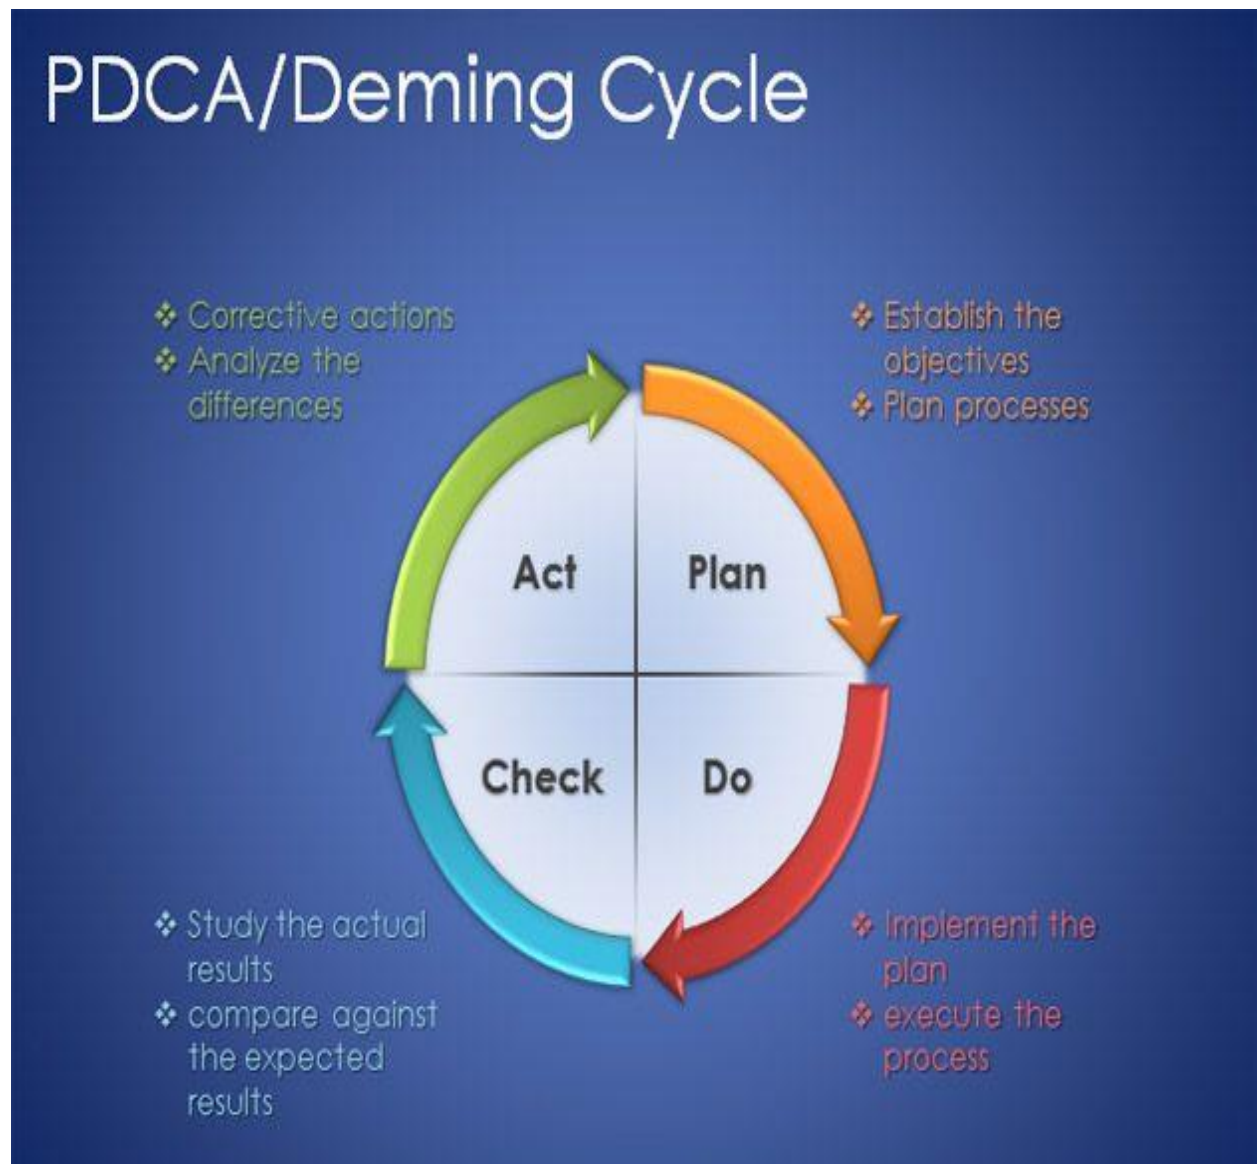 PDCA/Deming Cycle
❖ Corrective actions
❖ Analyze the
differences
❖ Establish the
objectives
❖ Plan processes
Act
Plan
Check
Do
❖ Study the actual
results
❖ compare against
the expected
results
❖ Implement the
plan
❖ execute the
process